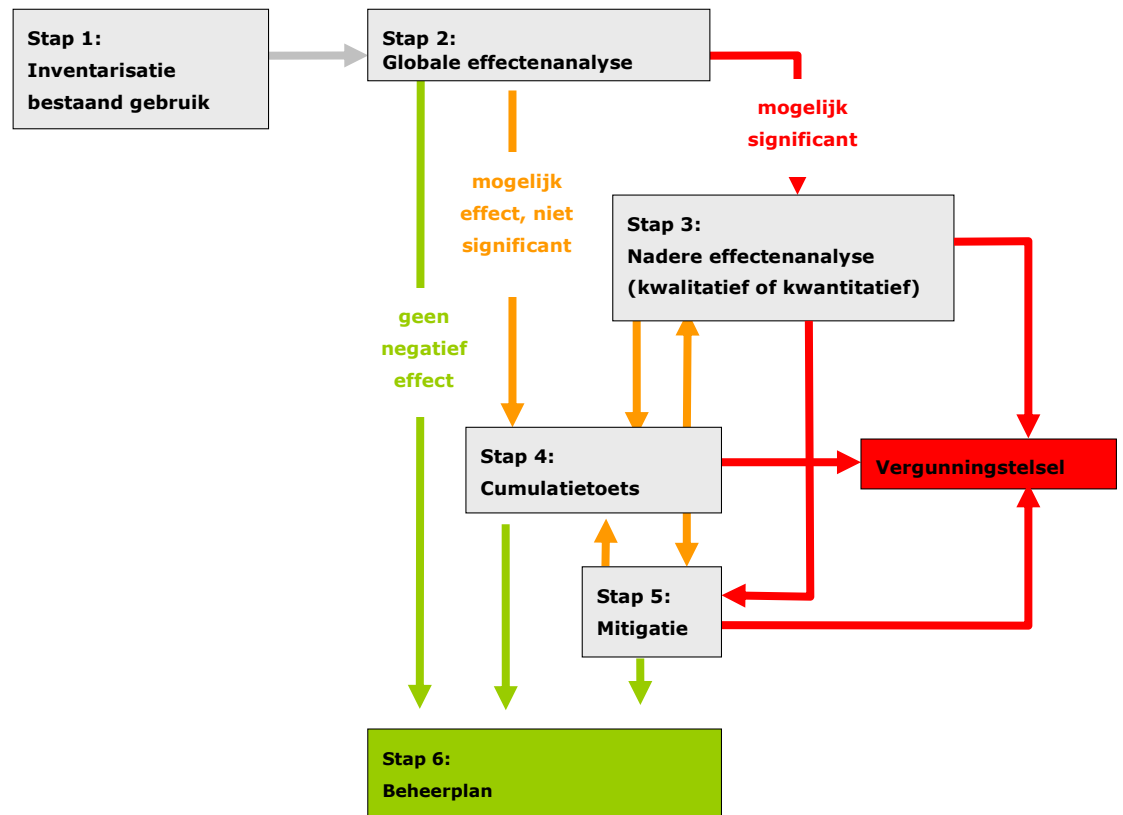 Stap 1:
Inventarisatie
bestaand gebruik
Stap 2:
Globale effectenanalyse
mogelijk
significant
mogelijk
effect, niet
significant
Stap 3:
Nadere effectenanalyse
(kwalitatief of kwantitatief)
geen
negatief
effect
Stap 4:
Cumulatietoets
Vergunningstelsel
Stap 5:
Mitigatie
Stap 6:
Beheerplan